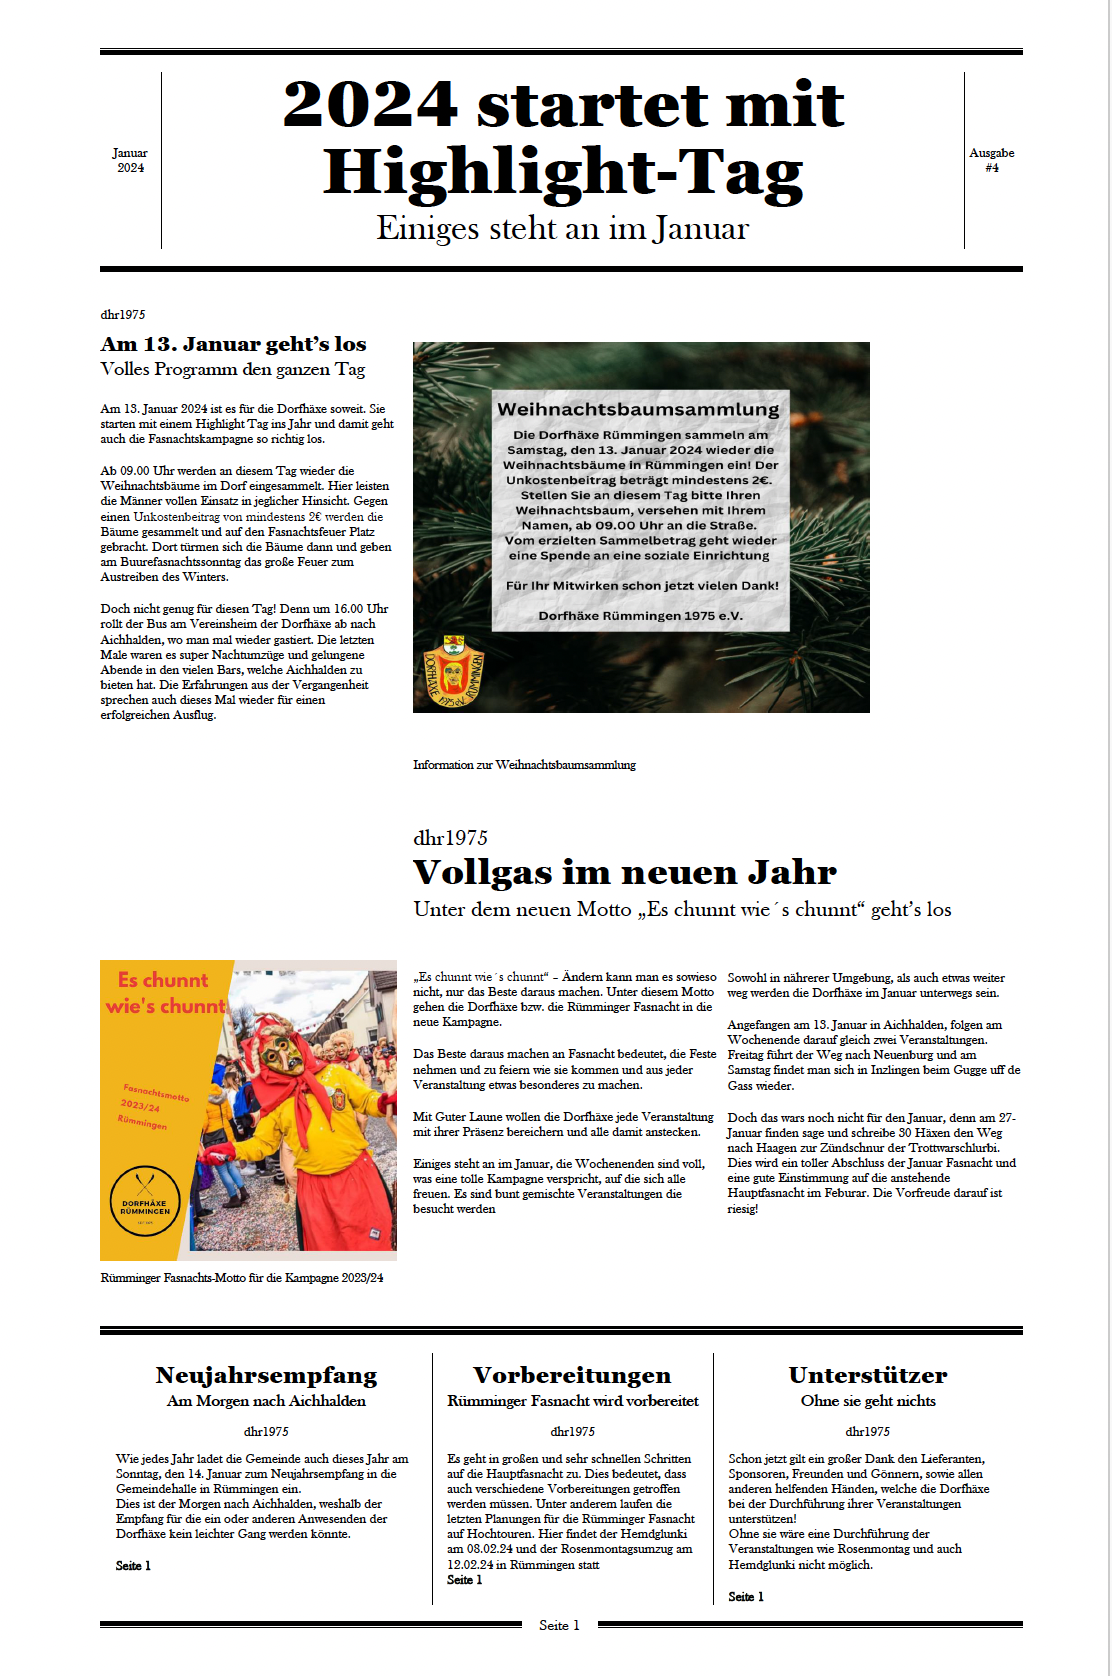 Januar
2024
2024 startet mit
Highlight-Tag
Einiges steht an im Januar
Ausgabe
#4
dhr1975
Am 13. Januar geht’s los
Volles Programm den ganzen Tag
Am 13. Januar 2024 ist es für die Dorfhäxe soweit. Sie
starten mit einem Highlight Tag ins Jahr und damit geht
auch die Fasnachtskampagne so richtig los.
Ab 09.00 Uhr werden an diesem Tag wieder die
Weihnachtsbäume im Dorf eingesammelt. Hier leisten
die Männer vollen Einsatz in jeglicher Hinsicht. Gegen
einen Unkostenbeitrag von mindestens 2€ werden die
Bäume gesammelt und auf den Fasnachtsfeuer Platz
gebracht. Dort türmen sich die Bäume dann und geben
am Buurefasnachtssonntag das große Feuer zum
Austreiben des Winters.
Doch nicht genug für diesen Tag! Denn um 16.00 Uhr
rollt der Bus am Vereinsheim der Dorfhäxe ab nach
Aichhalden, wo man mal wieder gastiert. Die letzten
Male waren es super Nachtumzüge und gelungene
Abende in den vielen Bars, welche Aichhalden zu
bieten hat. Die Erfahrungen aus der Vergangenheit
sprechen auch dieses Mal wieder für einen
erfolgreichen Ausflug.
Weihnachtsbaumsammlung
Die Dorfhäxe Rümmingen sammeln am
Samstag, den 13. Januar 2024 wieder die
Weihnachtsbäume in Rümmingen ein! Der
Unkostenbeitrag beträgt mindestens 2€.
Stellen Sie an diesem Tag bitte Ihren
Weihnachtsbaum, versehen mit Ihrem
Namen, ab 09.00 Uhr an die Straße.
Vom erzielten Sammelbetrag geht wieder
eine Spende an eine soziale Einrichtung
Für Ihr Mitwirken schon jetzt vielen Dank!
Dorfhäxe Rümmingen 1975 e.V.
DORFHÄXE 1975 e.V. RÜMMINGEN
Information zur Weihnachtsbaumsammlung
dhr1975
Vollgas im neuen Jahr
Unter dem neuen Motto „Es chunnt wie´s chunnt“ geht’s los
Es chunnt
wie's chunnt
Fasnachtsmotto
2023/24
Rümmingen
DORFHÄXE
RÜMMINGEN
Rümminger Fasnachts-Motto für die Kampagne 2023/24
„Es chunnt wie´s chunnt“ – Ändern kann man es sowieso
nicht, nur das Beste daraus machen. Unter diesem Motto
gehen die Dorfhäxe bzw. die Rümminger Fasnacht in die
neue Kampagne.
Das Beste daraus machen an Fasnacht bedeutet, die Feste
nehmen und zu feiern wie sie kommen und aus jeder
Veranstaltung etwas besonderes zu machen.
Mit Guter Laune wollen die Dorfhäxe jede Veranstaltung
mit ihrer Präsenz bereichern und alle damit anstecken.
Einiges steht an im Januar, die Wochenenden sind voll,
was eine tolle Kampagne verspricht, auf die sich alle
freuen. Es sind bunt gemischte Veranstaltungen die
besucht werden
Sowohl in nährerer Umgebung, als auch etwas weiter
weg werden die Dorfhäxe im Januar unterwegs sein.
Angefangen am 13. Januar in Aichhalden, folgen am
Wochenende darauf gleich zwei Veranstaltungen.
Freitag führt der Weg nach Neuenburg und am
Samstag findet man sich in Inzlingen beim Gugge uff de
Gass wieder.
Doch das wars noch nicht für den Januar, denn am 27-
Januar finden sage und schreibe 30 Häxen den Weg
nach Haagen zur Zündschnur der Trottwarschlurbi.
Dies wird ein toller Abschluss der Januar Fasnacht und
eine gute Einstimmung auf die anstehende
Hauptfasnacht im Feburar. Die Vorfreude darauf ist
riesig!
Neujahrsempfang
Am Morgen nach Aichhalden
dhr1975
Wie jedes Jahr ladet die Gemeinde auch dieses Jahr am
Sonntag, den 14. Januar zum Neujahrsempfang in die
Gemeindehalle in Rümmingen ein.
Dies ist der Morgen nach Aichhalden, weshalb der
Empfang für die ein oder anderen Anwesenden der
Dorfhäxe kein leichter Gang werden könnte.
Seite 1
Vorbereitungen
Rümminger Fasnacht wird vorbereitet
dhr1975
Es geht in großen und sehr schnellen Schritten
auf die Hauptfasnacht zu. Dies bedeutet, dass
auch verschiedene Vorbereitungen getroffen
werden müssen. Unter anderem laufen die
letzten Planungen für die Rümminger Fasnacht
auf Hochtouren. Hier findet der Hemdglunki
am 08.02.24 und der Rosenmontagsumzug am
12.02.24 in Rümmingen statt
Seite 1
Unterstützer
Ohne sie geht nichts
dhr1975
Schon jetzt gilt ein großer Dank den Lieferanten,
Sponsoren, Freunden und Gönnern, sowie allen
anderen helfenden Händen, welche die Dorfhäxe
bei der Durchführung ihrer Veranstaltungen
unterstützen!
Ohne sie wäre eine Durchführung der
Veranstaltungen wie Rosenmontag und auch
Hemdglunki nicht möglich.
Seite 1
Seite 1